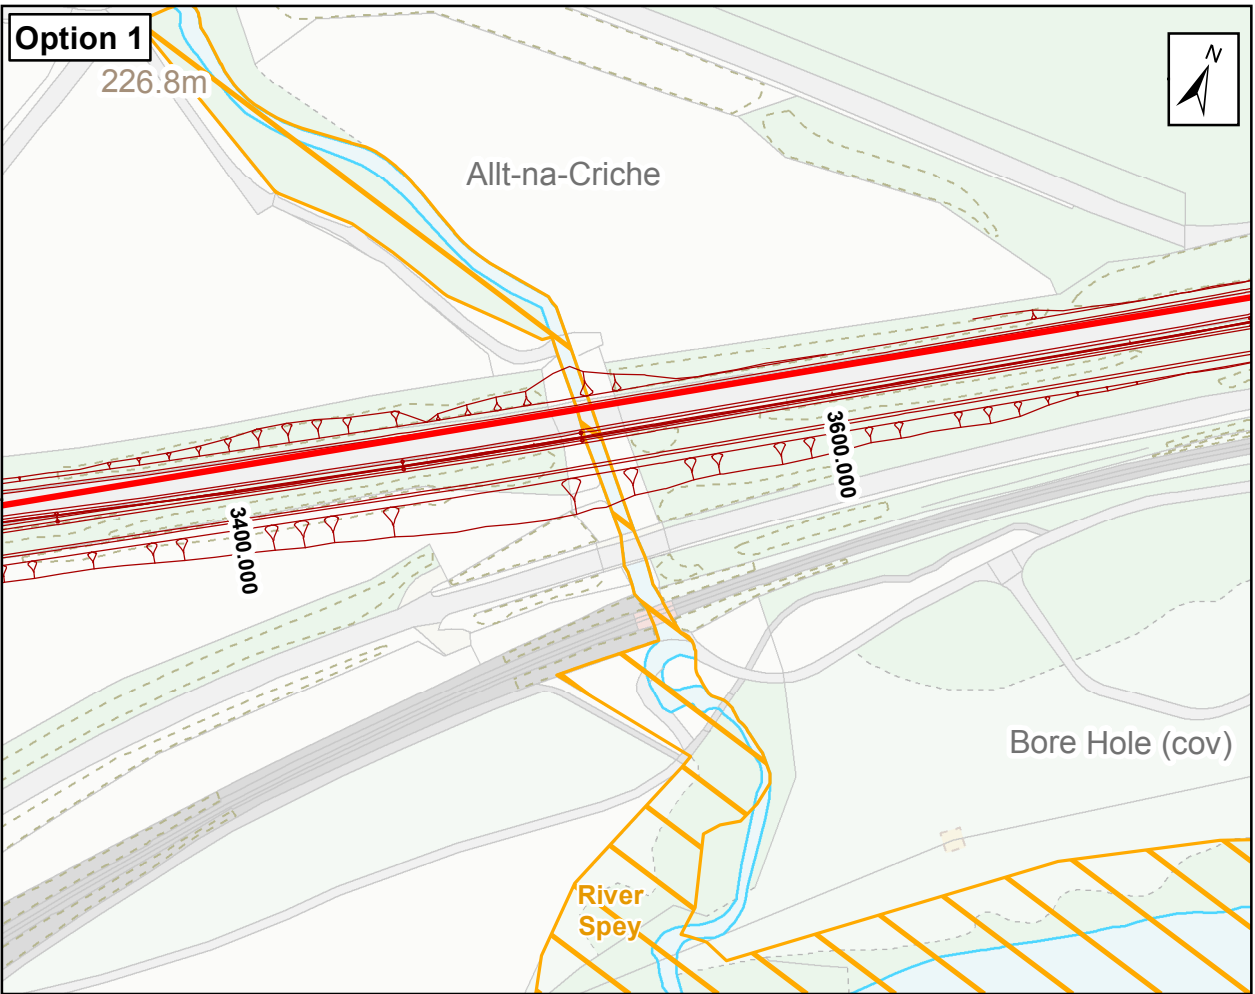 Option 1
226.8m
N
Allt-na-Criche
3600.000
3400.000
Bore Hole (cov)
River
Spey